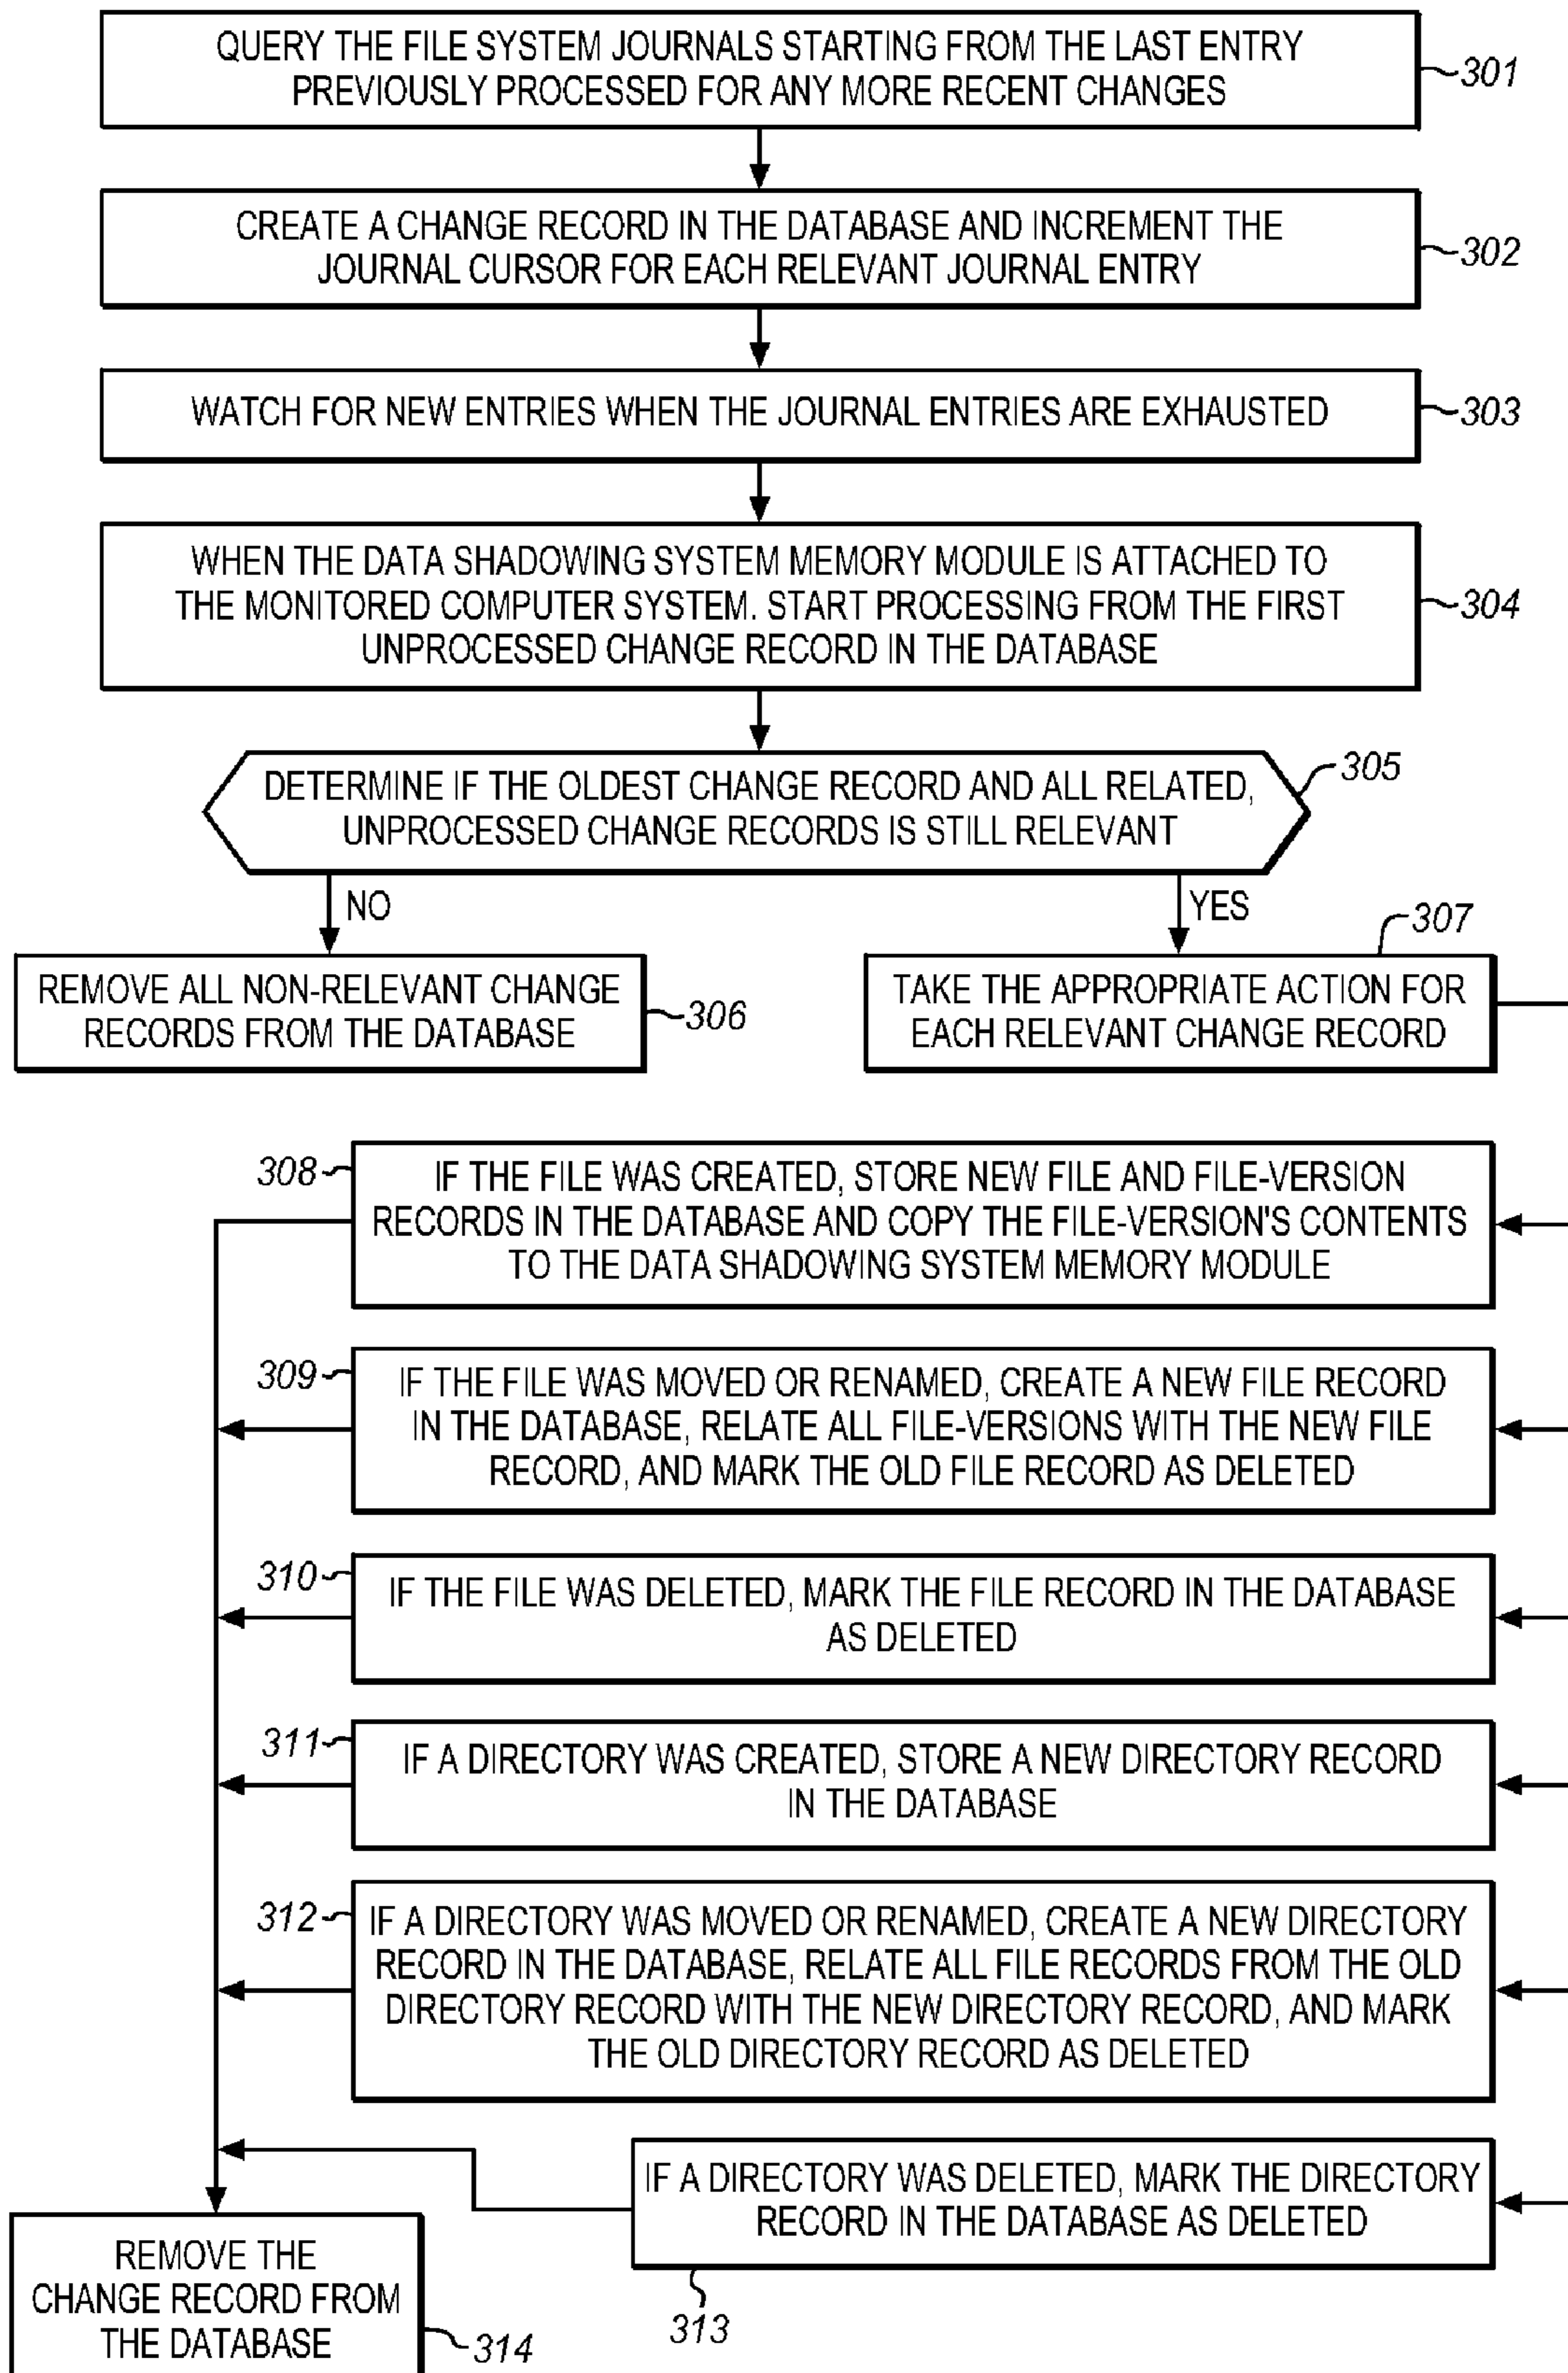 QUERY THE FILE SYSTEM JOURNALS STARTING FROM THE LAST ENTRY
PREVIOUSLY PROCESSED FOR ANY MORE RECENT CHANGES
301
CREATE A CHANGE RECORD IN THE DATABASE AND INCREMENT THE
JOURNAL CURSOR FOR EACH RELEVANT JOURNAL ENTRY
302
WATCH FOR NEW ENTRIES WHEN THE JOURNAL ENTRIES ARE EXHAUSTED
303
WHEN THE DATA SHADOWING SYSTEM MEMORY MODULE IS ATTACHED TO
THE MONITORED COMPUTER SYSTEM. START PROCESSING FROM THE FIRST
UNPROCESSED CHANGE RECORD IN THE DATABASE
304
DETERMINE IF THE OLDEST CHANGE RECORD AND ALL RELATED,
UNPROCESSED CHANGE RECORDS IS STILL RELEVANT
305
NO
YES
REMOVE ALL NON-RELEVANT CHANGE
RECORDS FROM THE DATABASE
306
307
TAKE THE APPROPRIATE ACTION FOR
EACH RELEVANT CHANGE RECORD
308
IF THE FILE WAS CREATED, STORE NEW FILE AND FILE-VERSION
RECORDS IN THE DATABASE AND COPY THE FILE-VERSION'S CONTENTS
TO THE DATA SHADOWING SYSTEM MEMORY MODULE
309
IF THE FILE WAS MOVED OR RENAMED, CREATE A NEW FILE RECORD
IN THE DATABASE, RELATE ALL FILE-VERSIONS WITH THE NEW FILE
RECORD, AND MARK THE OLD FILE RECORD AS DELETED
310
IF THE FILE WAS DELETED, MARK THE FILE RECORD IN THE DATABASE
AS DELETED
311
IF A DIRECTORY WAS CREATED, STORE A NEW DIRECTORY RECORD
IN THE DATABASE
312
IF A DIRECTORY WAS MOVED OR RENAMED, CREATE A NEW DIRECTORY
RECORD IN THE DATABASE, RELATE ALL FILE RECORDS FROM THE OLD
DIRECTORY RECORD WITH THE NEW DIRECTORY RECORD, AND MARK
THE OLD DIRECTORY RECORD AS DELETED
IF A DIRECTORY WAS DELETED, MARK THE DIRECTORY
RECORD IN THE DATABASE AS DELETED
313
REMOVE THE
CHANGE RECORD FROM
THE DATABASE
314